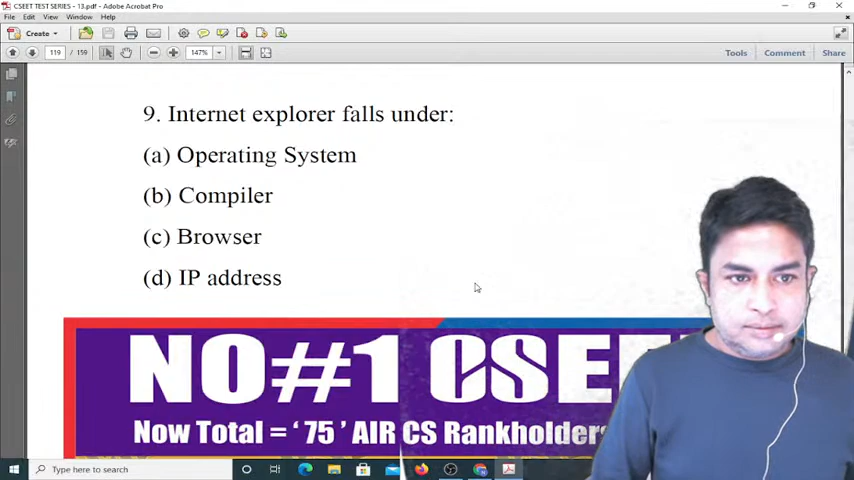 CSEET TEST SERIES - 13.pdf - Adobe Acrobat Pro
File Edit View Window Help
Create
119 / 159
147%
Tools Comment Share
9. Internet explorer falls under:
(a) Operating System
(b) Compiler
(c) Browser
(d) IP address
NO#1 CSEET
Now Total = ‘ 75 ’ AIR CS Rankholders
Type here to search